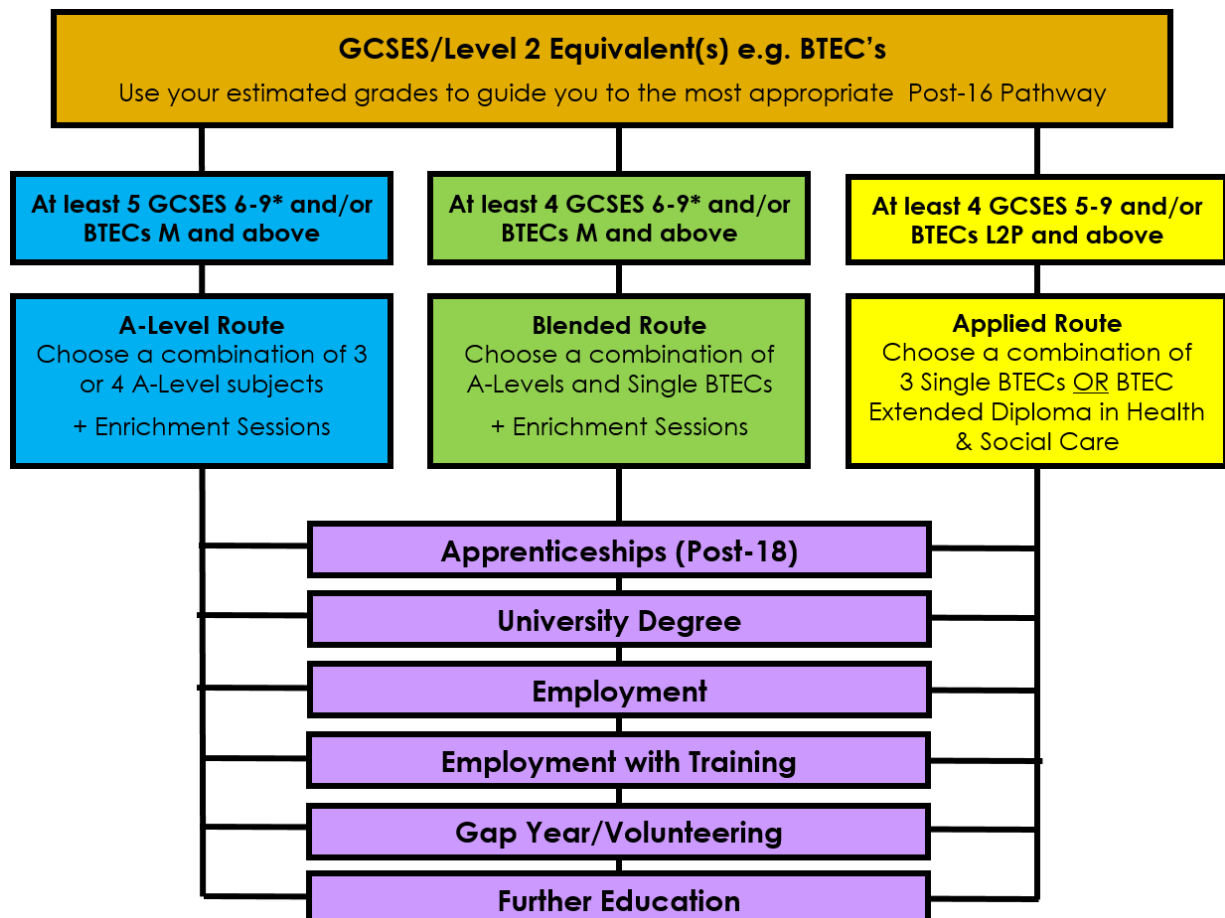 GCSES/Level 2 Equivalent(s) e.g. BTEC's
Use your estimated grades to guide you to the most appropriate Post-16 Pathway
At least 5 GCSES 6-9* and/or
BTECs M and above
At least 4 GCSES 6-9* and/or
BTECs M and above
At least 4 GCSES 5-9 and/or
BTECs L2P and above
A-Level Route
Choose a combination of 3
or 4 A-Level subjects
+ Enrichment Sessions
Blended Route
Choose a combination of
A-Levels and Single BTECs
+ Enrichment Sessions
Applied Route
Choose a combination of
3 Single BTECs OR BTEC
Extended Diploma in Health
& Social Care
Apprenticeships (Post-18)
University Degree
Employment
Employment with Training
Gap Year/Volunteering
Further Education